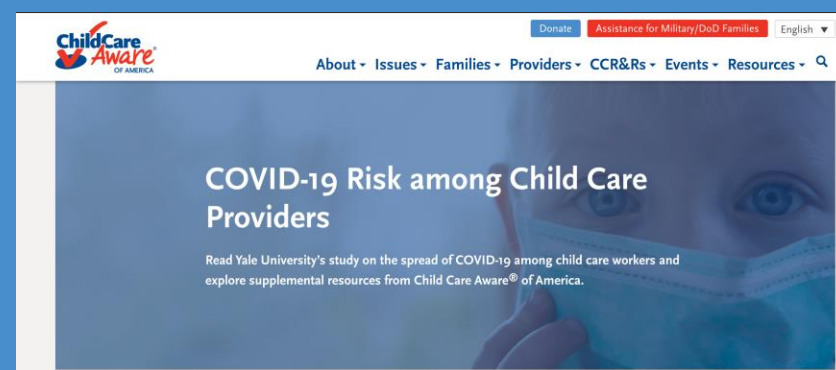 Donate Assistance for Military/DoD Families English ▼
ChildCare
Aware®
OF AMERICA
About Issues Families Providers CCR&Rs Events Resources
COVID-19 Risk among Child Care
Providers
Read Yale University's study on the spread of COVID-19 among child care workers and
explore supplemental resources from Child Care Aware® of America.